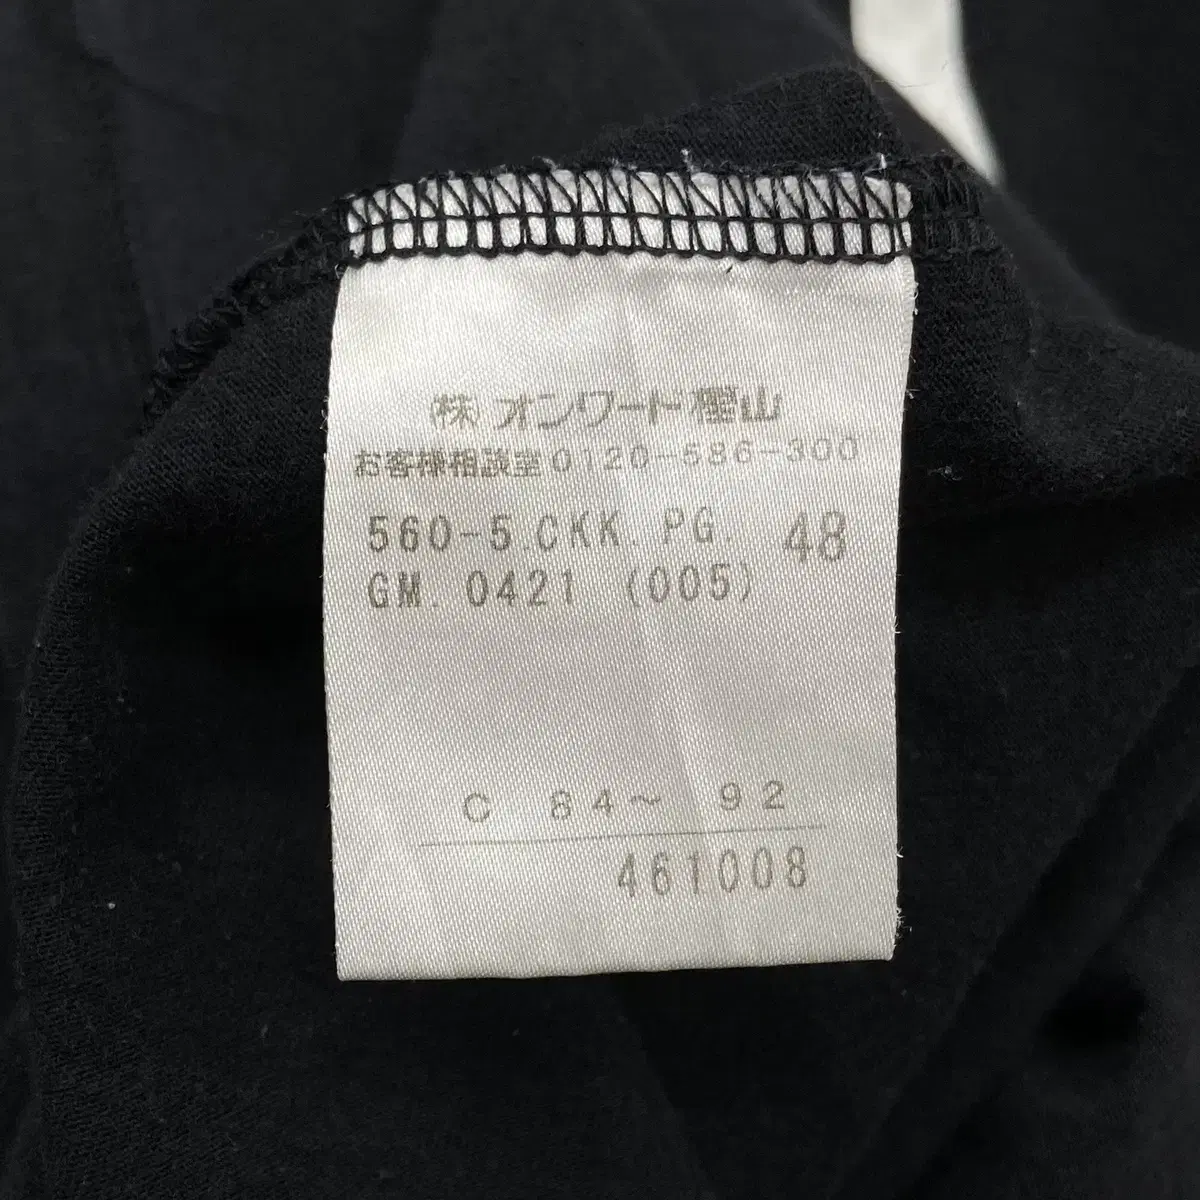 (株)オンワード樫山
お客様相談室0120-586-300
560-5.CKK.PG. 48
GM.0421 (005)
C 84~ 92
461008